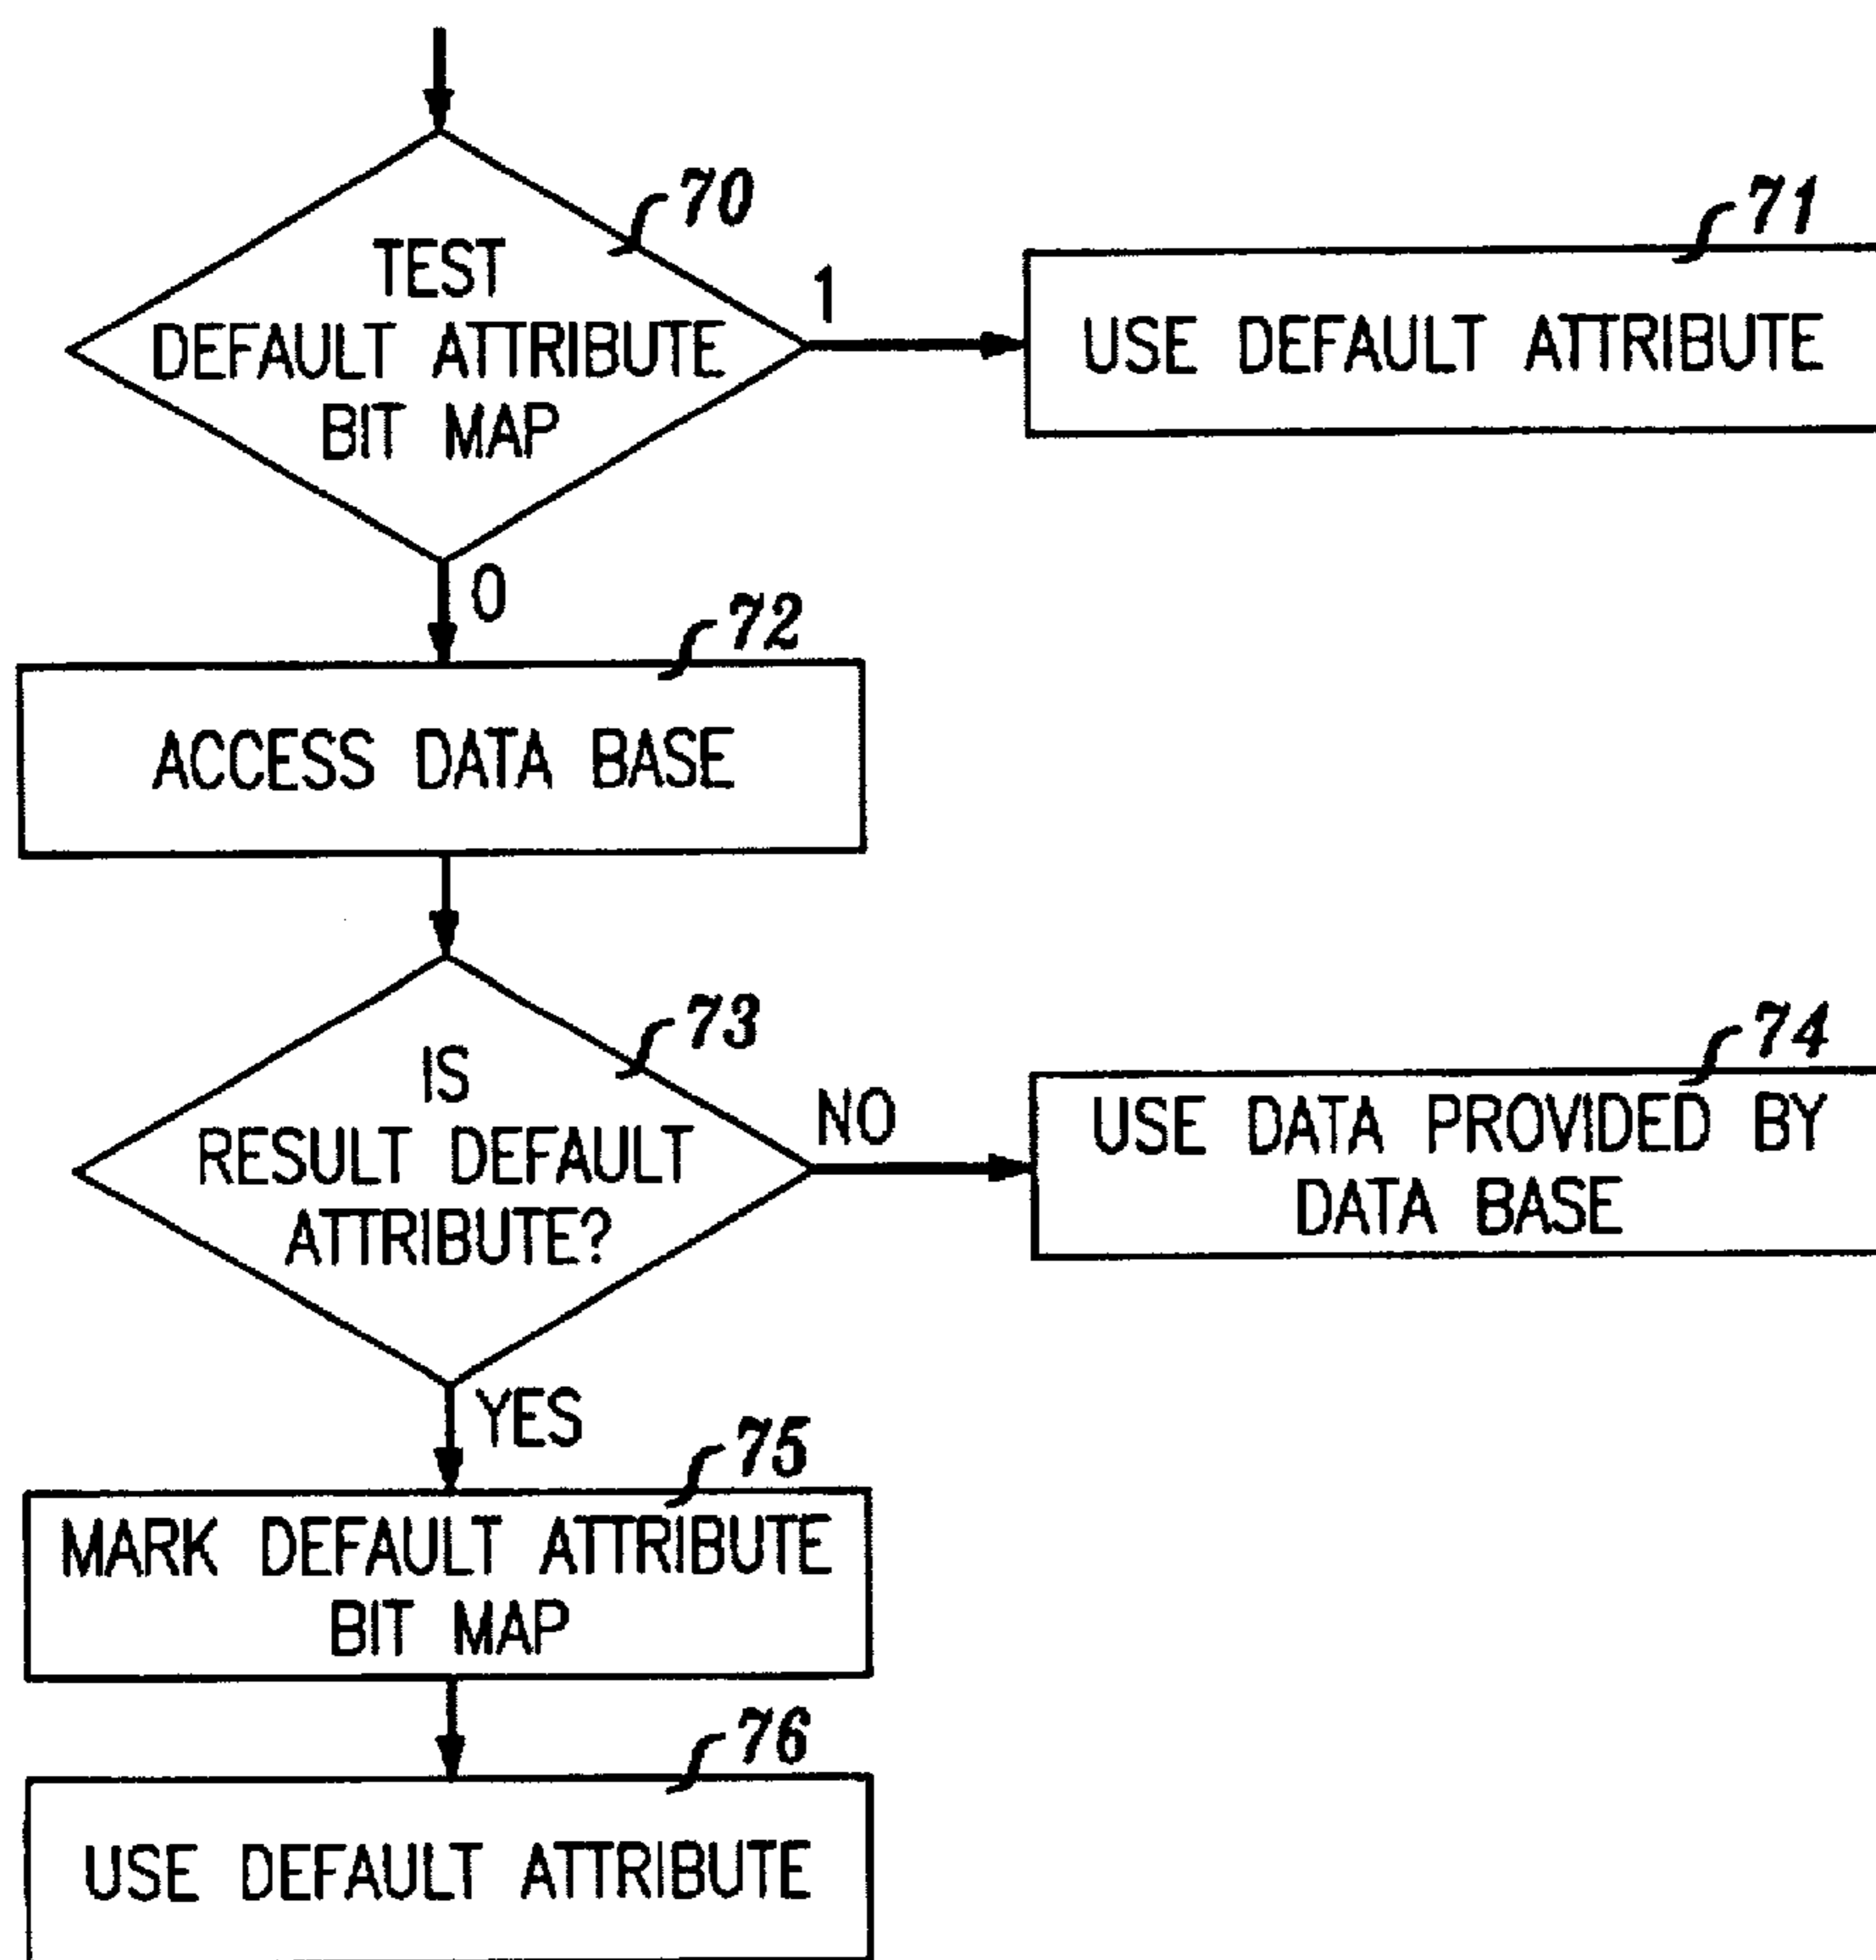 70
TEST
DEFAULT ATTRIBUTE
BIT MAP
1
71
USE DEFAULT ATTRIBUTE
0
72
ACCESS DATA BASE
73
IS
RESULT DEFAULT
ATTRIBUTE?
NO
74
USE DATA PROVIDED BY
DATA BASE
YES
75
MARK DEFAULT ATTRIBUTE
BIT MAP
76
USE DEFAULT ATTRIBUTE